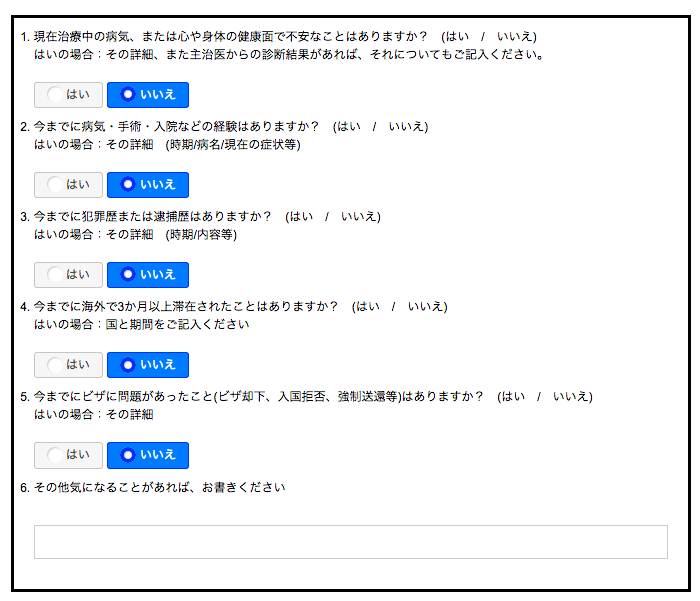 1. 現在治療中の病気、または心や身体の健康面で不安なことはありますか？　(はい　/　いいえ)
はいの場合：その詳細、また主治医からの診断結果があれば、それについてもご記入ください。
はい いいえ
2. 今までに病気・手術・入院などの経験はありますか？　(はい　/　いいえ)
はいの場合：その詳細　(時期/病名/現在の症状等)
はい いいえ
3. 今までに犯罪歴または逮捕歴はありますか？　(はい　/　いいえ)
はいの場合：その詳細　(時期/内容等)
はい いいえ
4. 今までに海外で3か月以上滞在されたことはありますか？　(はい　/　いいえ)
はいの場合：国と期間をご記入ください
はい いいえ
5. 今までにビザに問題があったこと(ビザ却下、入国拒否、強制送還等)はありますか？　(はい　/　いいえ)
はいの場合：その詳細
はい いいえ
6. その他気になることがあれば、お書きください